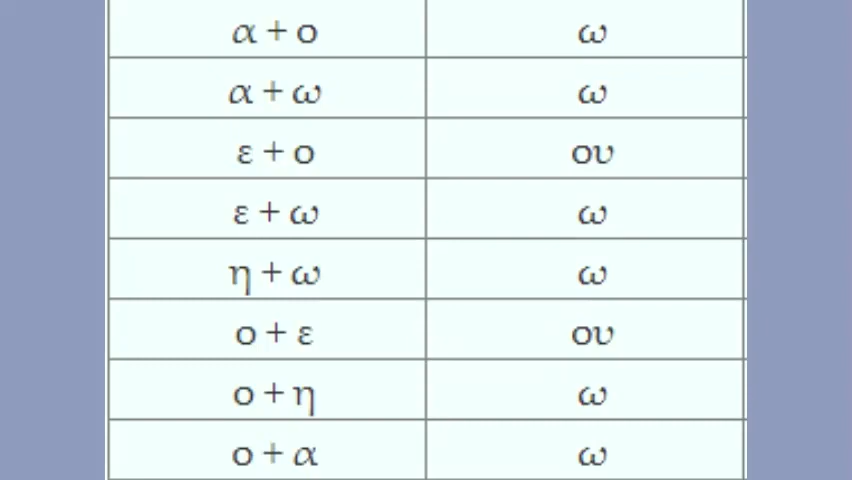 α + ο ω
α + ω ω
ε + ο ου
ε + ω ω
η + ω ω
ο + ε ου
ο + η ω
ο + α ω